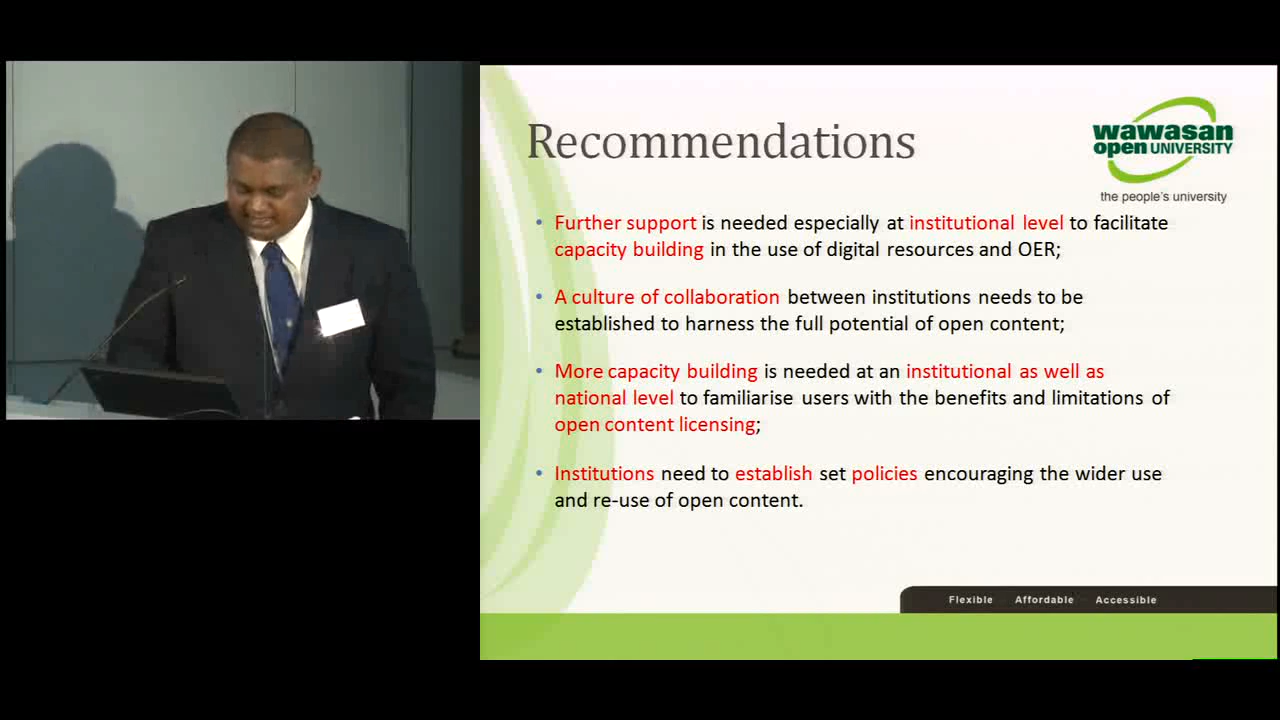 Recommendations
wawasan
open UNIVERSITY
the people's university
• Further support is needed especially at institutional level to facilitate
capacity building in the use of digital resources and OER;
• A culture of collaboration between institutions needs to be
established to harness the full potential of open content;
• More capacity building is needed at an institutional as well as
national level to familiarise users with the benefits and limitations of
open content licensing;
• Institutions need to establish set policies encouraging the wider use
and re-use of open content.
Flexible Affordable Accessible